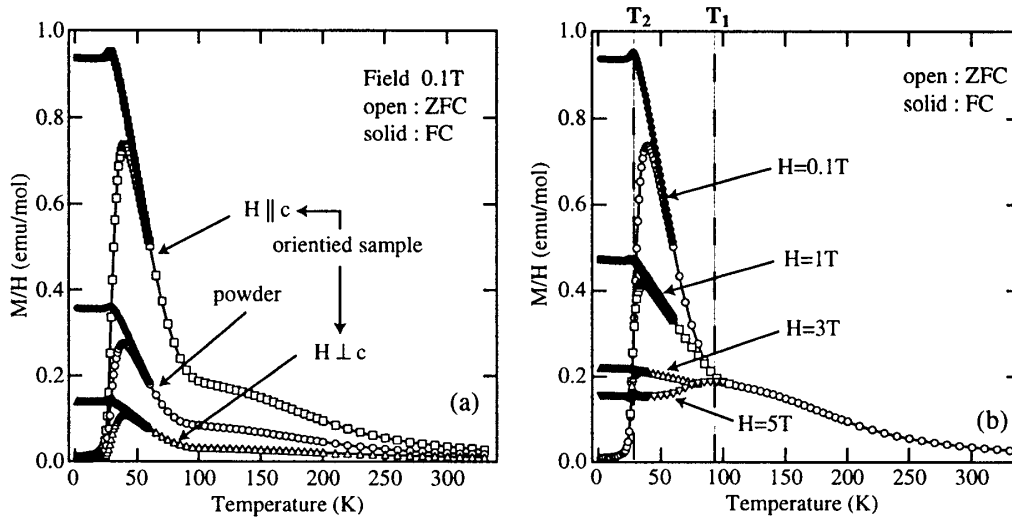 1.0
0.8
0.6
0.4
0.2
0.0
M/H (emu/mol)
0
50
100
150
200
250
300
Temperature (K)
Field 0.1T
open : ZFC
solid : FC
H || c
orientied sample
powder
H ⊥ c
(a)
T₂
T₁
1.0
0.8
0.6
0.4
0.2
0.0
M/H (emu/mol)
0
50
100
150
200
250
300
Temperature (K)
open : ZFC
solid : FC
H=0.1T
H=1T
H=3T
H=5T
(b)